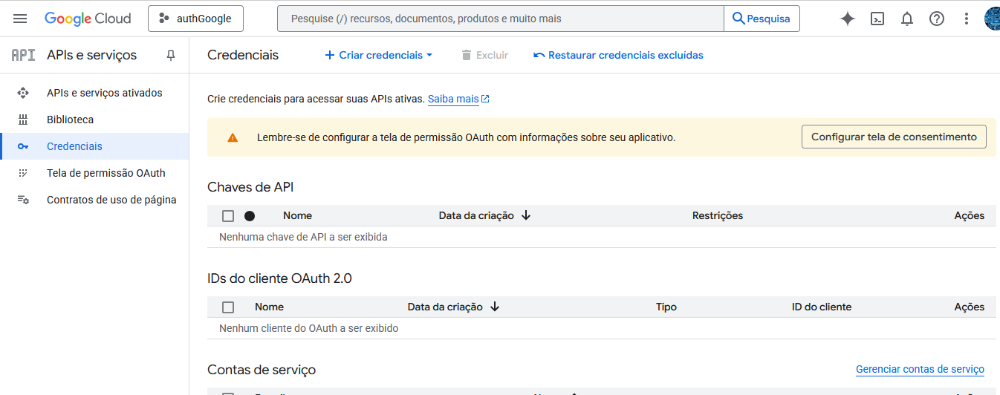 Google Cloud
authGoogle
Pesquise (/) recursos, documentos, produtos e muito mais
Pesquisa
API
APIs e serviços
Credenciais
Criar credenciais
Excluir
Restaurar credenciais excluídas
APIs e serviços ativados
Biblioteca
Credenciais
Tela de permissão OAuth
Contratos de uso de página
Crie credenciais para acessar suas APIs ativas. Saiba mais
Lembre-se de configurar a tela de permissão OAuth com informações sobre seu aplicativo.
Configurar tela de consentimento
Chaves de API
Nome Data da criação Restrições Ações
Nenhuma chave de API a ser exibida
IDs do cliente OAuth 2.0
Nome Data da criação Tipo ID do cliente Ações
Nenhum cliente do OAuth a ser exibido
Contas de serviço
Gerenciar contas de serviço